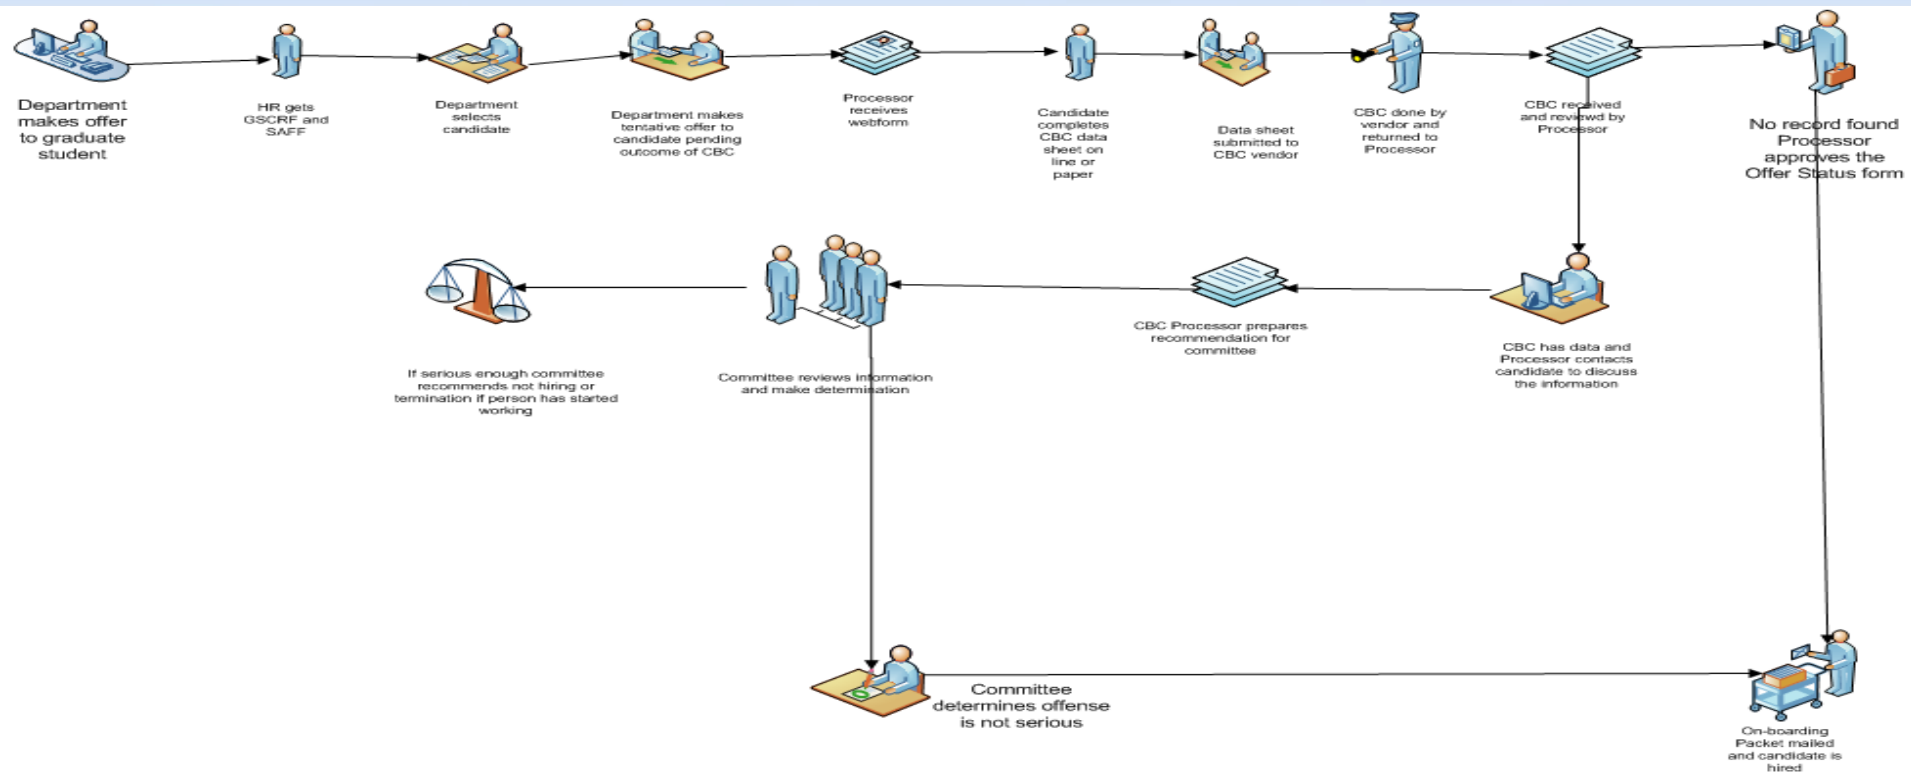 Department
makes offer
to graduate
student
HR gets
GSCRF and
SAFF
Department
selects
candidate
Department makes
tentative offer to
candidate pending
outcome of CBC
Processor
receives
webform
Candidate
completes
CBC data
sheet on
line or
paper
Data sheet
submitted to
CBC vendor
CBC done by
vendor and
returned to
Processor
CBC received
and reviewd by
Processor
No record found
Processor
approves the
Offer Status form
If serious enough committee
recommends not hiring or
termination if person has started
working
Committee reviews information
and make determination
CBC Processor prepares
recommendation for
committee
CBC has data and
Processor contacts
candidate to discuss
the information
Committee
determines offense
is not serious
On-boarding
Packet mailed
and candidate is
hired